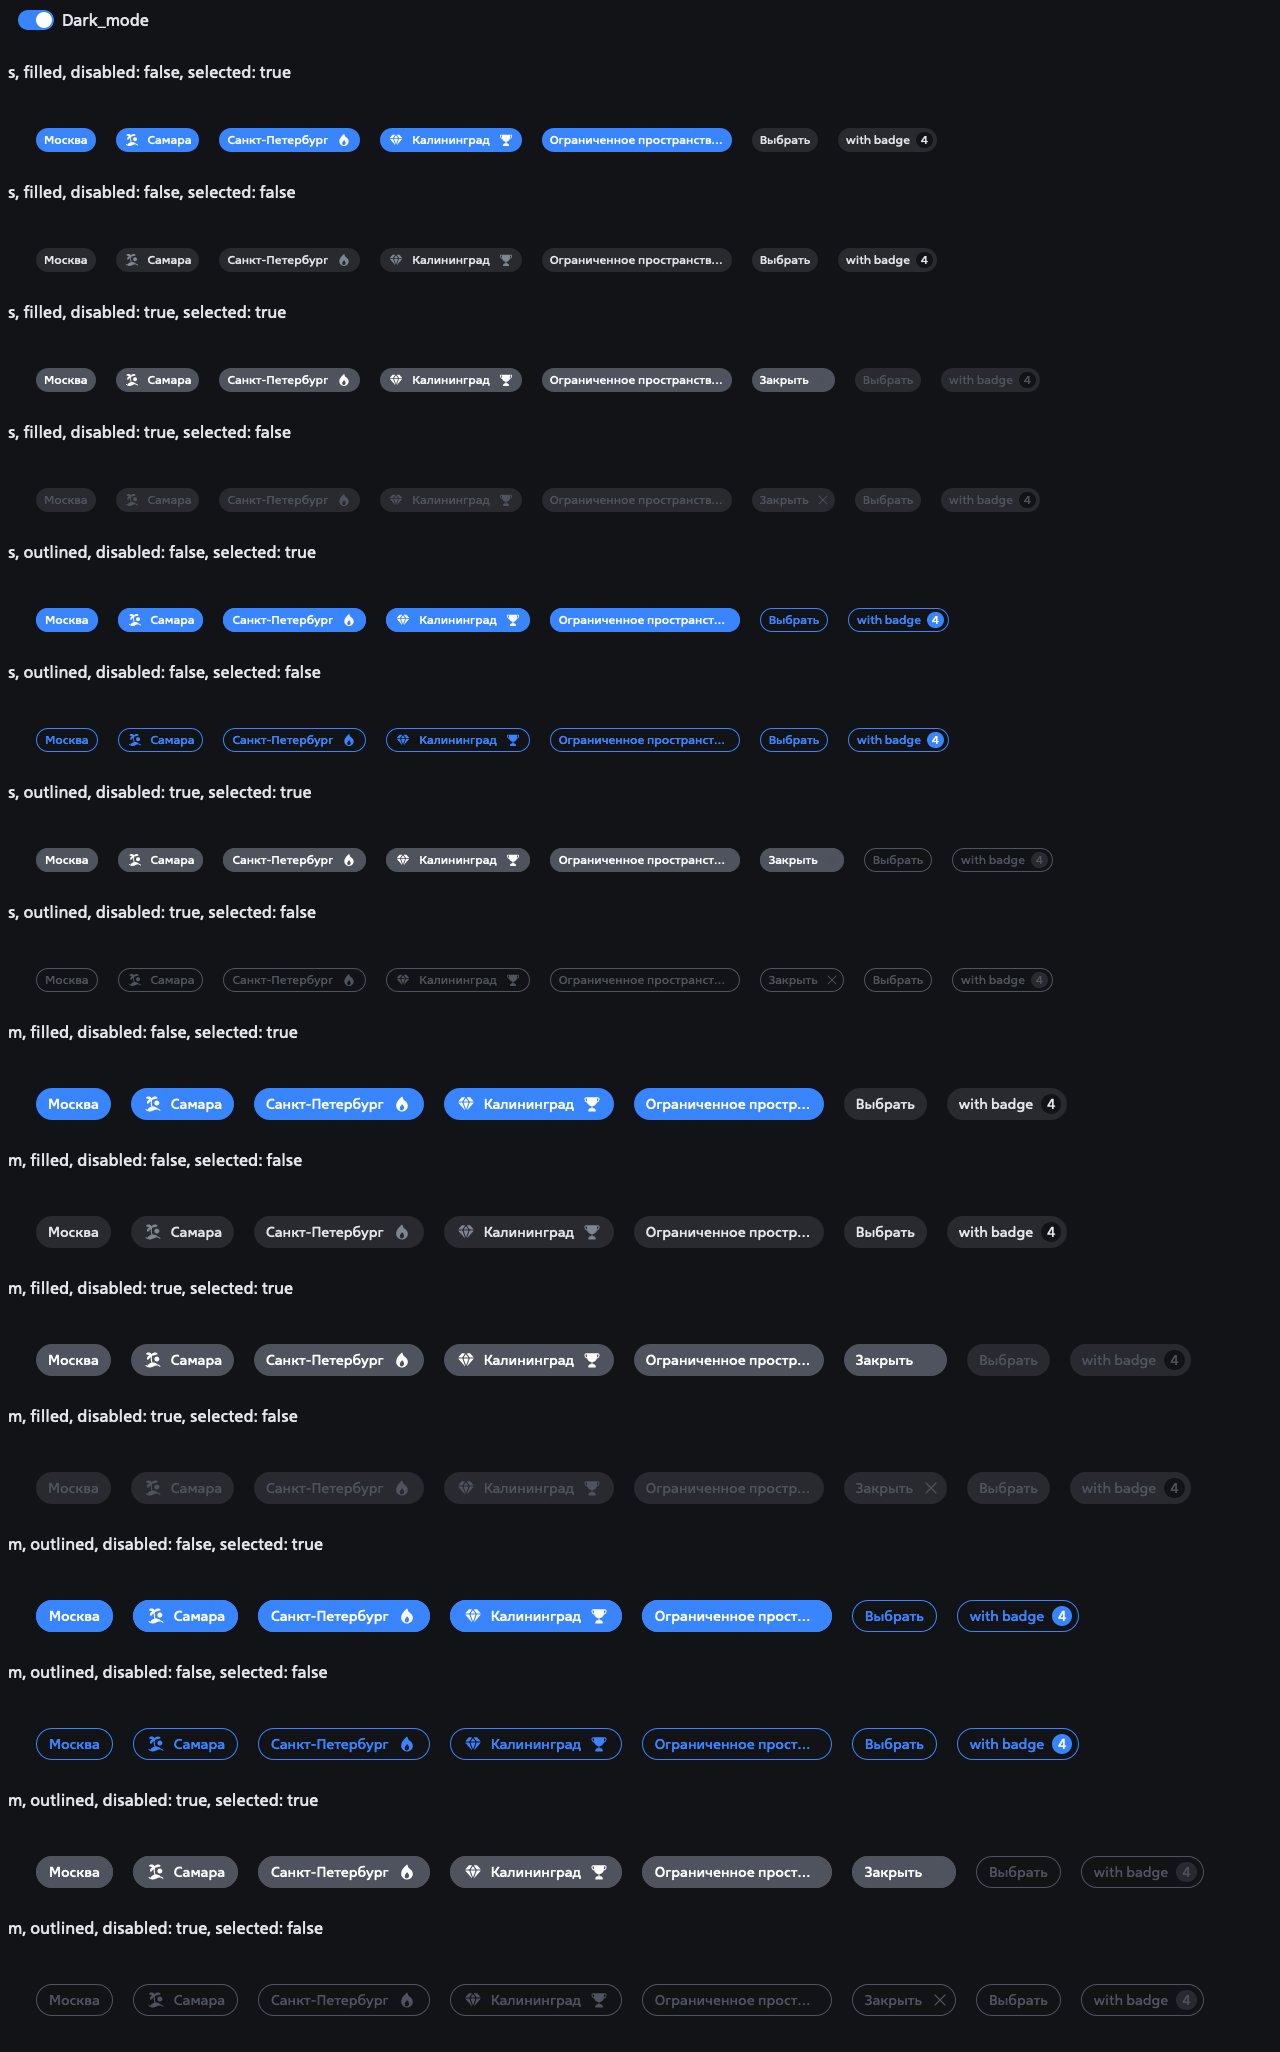 Dark_mode
s, filled, disabled: false, selected: true
Москва Самара Санкт-Петербург Калининград Ограниченное пространств... Выбрать with badge 4
s, filled, disabled: false, selected: false
Москва Самара Санкт-Петербург Калининград Ограниченное пространств... Выбрать with badge 4
s, filled, disabled: true, selected: true
Москва Самара Санкт-Петербург Калининград Ограниченное пространств... Закрыть Выбрать with badge 4
s, filled, disabled: true, selected: false
Москва Самара Санкт-Петербург Калининград Ограниченное пространств... Закрыть Выбрать with badge 4
s, outlined, disabled: false, selected: true
Москва Самара Санкт-Петербург Калининград Ограниченное пространст... Выбрать with badge 4
s, outlined, disabled: false, selected: false
Москва Самара Санкт-Петербург Калининград Ограниченное пространст... Выбрать with badge 4
s, outlined, disabled: true, selected: true
Москва Самара Санкт-Петербург Калининград Ограниченное пространст... Закрыть Выбрать with badge 4
s, outlined, disabled: true, selected: false
Москва Самара Санкт-Петербург Калининград Ограниченное пространст... Закрыть Выбрать with badge 4
m, filled, disabled: false, selected: true
Москва Самара Санкт-Петербург Калининград Ограниченное простр... Выбрать with badge 4
m, filled, disabled: false, selected: false
Москва Самара Санкт-Петербург Калининград Ограниченное простр... Выбрать with badge 4
m, filled, disabled: true, selected: true
Москва Самара Санкт-Петербург Калининград Ограниченное простр... Закрыть Выбрать with badge 4
m, filled, disabled: true, selected: false
Москва Самара Санкт-Петербург Калининград Ограниченное простр... Закрыть Выбрать with badge 4
m, outlined, disabled: false, selected: true
Москва Самара Санкт-Петербург Калининград Ограниченное прост... Выбрать with badge 4
m, outlined, disabled: false, selected: false
Москва Самара Санкт-Петербург Калининград Ограниченное прост... Выбрать with badge 4
m, outlined, disabled: true, selected: true
Москва Самара Санкт-Петербург Калининград Ограниченное прост... Закрыть Выбрать with badge 4
m, outlined, disabled: true, selected: false
Москва Самара Санкт-Петербург Калининград Ограниченное прост... Закрыть Выбрать with badge 4